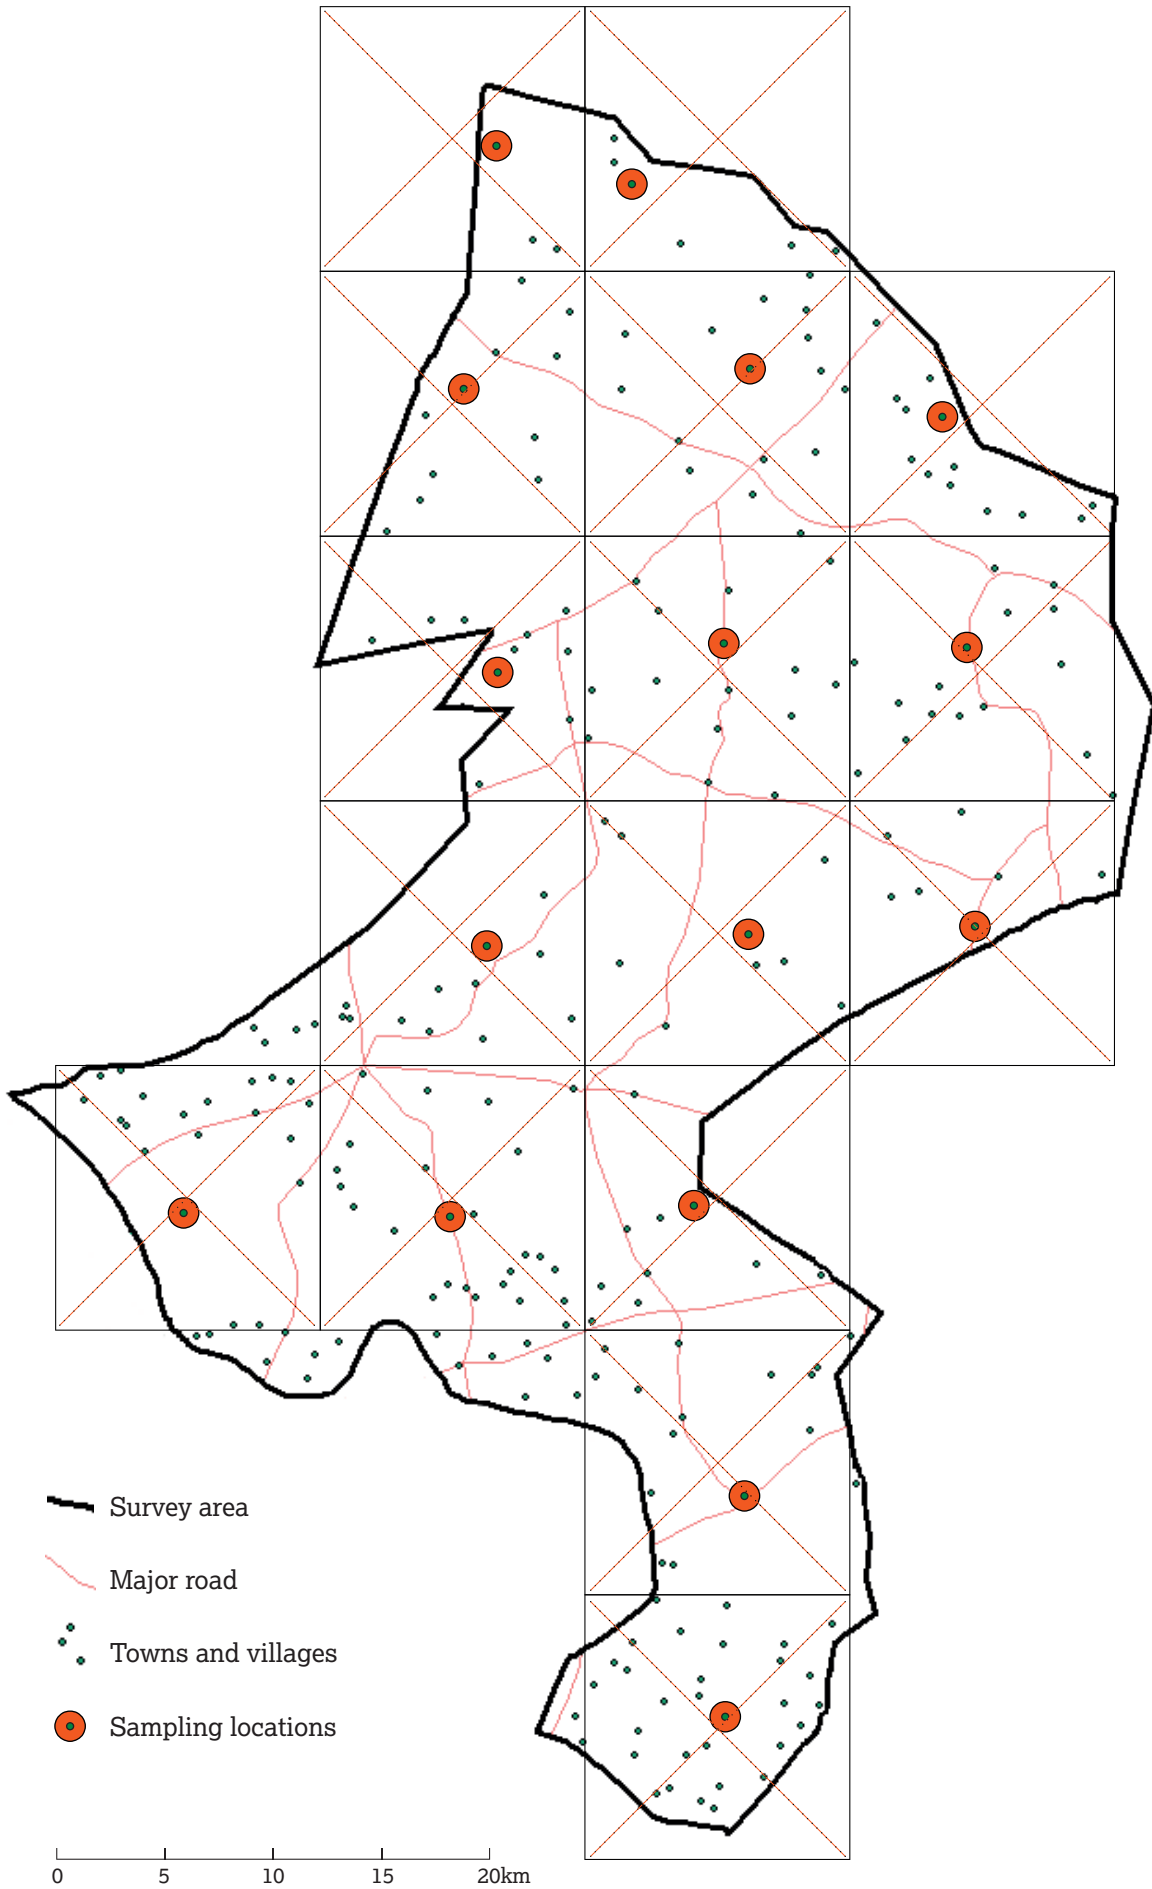 Survey area
Major road
Towns and villages
Sampling locations
0 5 10 15 20km